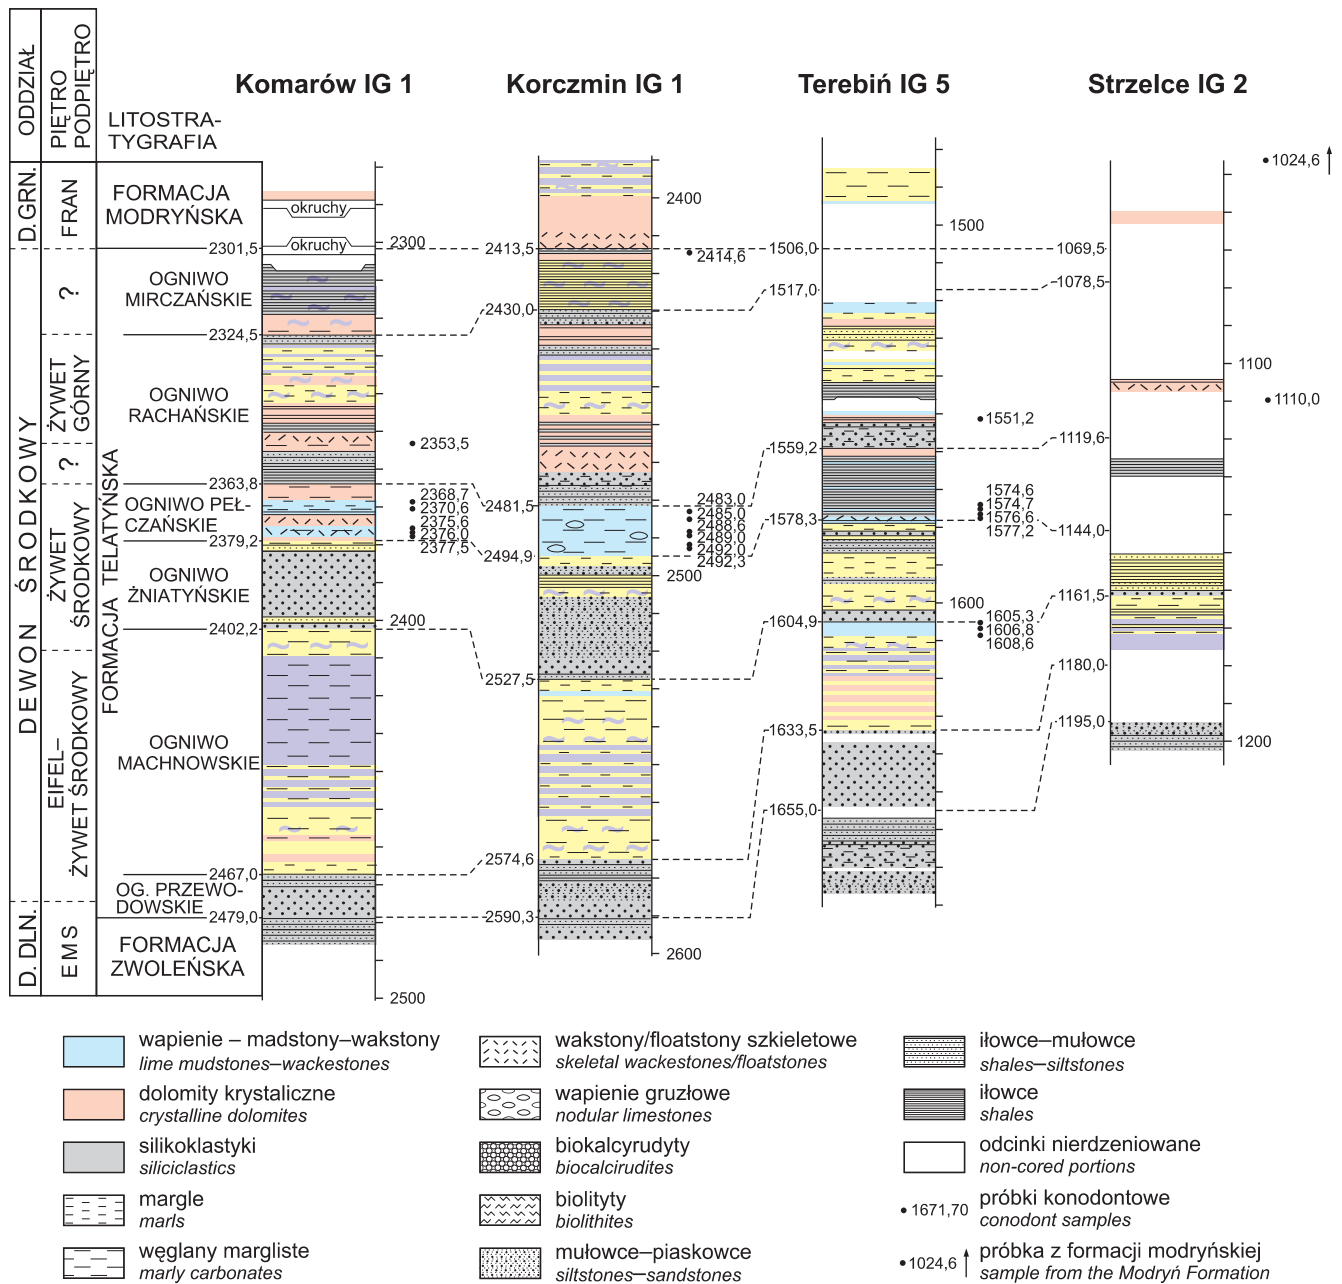 ODDZIAŁ
PIĘTRO
PODPIĘTRO
LITOSTRA-
TYGRAFIA
Komarów IG 1
Korczmin IG 1
Terebiń IG 5
Strzelce IG 2
D.GRN.
DEWON ŚRODKOWY
D. DLN.
FRAN
?
ŻYWET
GÓRNY
?
ŻYWET
ŚRODKOWY
EIFEL–
ŻYWET ŚRODKOWY
EMS
FORMACJA
MODRYŃSKA
FORMACJA TELATYŃSKA
OGNIWO
MIRCZAŃSKIE
OGNIWO
RACHAŃSKIE
OGNIWO PEŁ-
CZAŃSKIE
OGNIWO
ŻNIATYŃSKIE
OGNIWO
MACHNOWSKIE
OG. PRZEWO-
DOWSKIE
FORMACJA
ZWOLEŃSKA
2301,5
2324,5
2363,8
2379,2
2402,2
2467,0
2479,0
okruchy
okruchy
2300
2400
2500
2353,5
2368,7
2370,6
2375,6
2376,0
2377,5
2413,5
2430,0
2481,5
2494,9
2527,5
2574,6
2590,3
2400
2500
2600
2414,6
2483,0
2485,0
2488,6
2489,0
2492,0
2492,3
1506,0
1517,0
1559,2
1578,3
1604,9
1633,5
1655,0
1500
1600
1551,2
1574,6
1574,7
1576,6
1577,2
1605,3
1606,8
1608,6
1069,5
1078,5
1119,6
1144,0
1161,5
1180,0
1195,0
1100
1200
1024,6
1110,0
wapienie – madstony–wakstony
lime mudstones–wackestones
dolomity krystaliczne
crystalline dolomites
silikoklastyki
siliciclastics
margle
marls
węglany margliste
marly carbonates
wakstony/floatstony szkieletowe
skeletal wackestones/floatstones
wapienie gruzłowe
nodular limestones
biokalcyrudyty
biocalcirudites
biolityty
biolithites
mułowce–piaskowce
siltstones–sandstones
iłowce–mułowce
shales–siltstones
iłowce
shales
odcinki nierdzeniowane
non-cored portions
1671,70
próbki konodontowe
conodont samples
1024,6
próbka z formacji modryńskiej
sample from the Modryń Formation